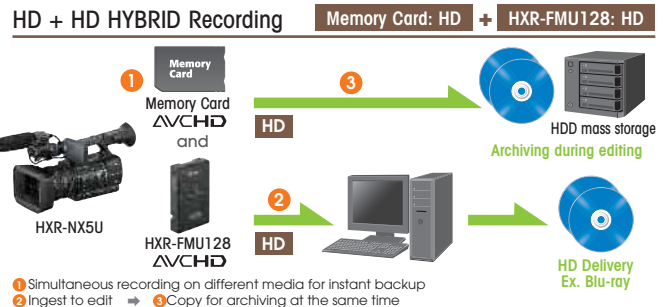 HD + HD HYBRID Recording
Memory Card: HD + HXR-FMU128: HD
Memory
Card
1
3
Memory Card
AVCHD
HD
HDD mass storage
and
Archiving during editing
2
HXR-NX5U
HXR-FMU128
HD
AVCHD
HD Delivery
Ex. Blu-ray
1 Simultaneous recording on different media for instant backup
2 Ingest to edit ➡ 3 Copy for archiving at the same time